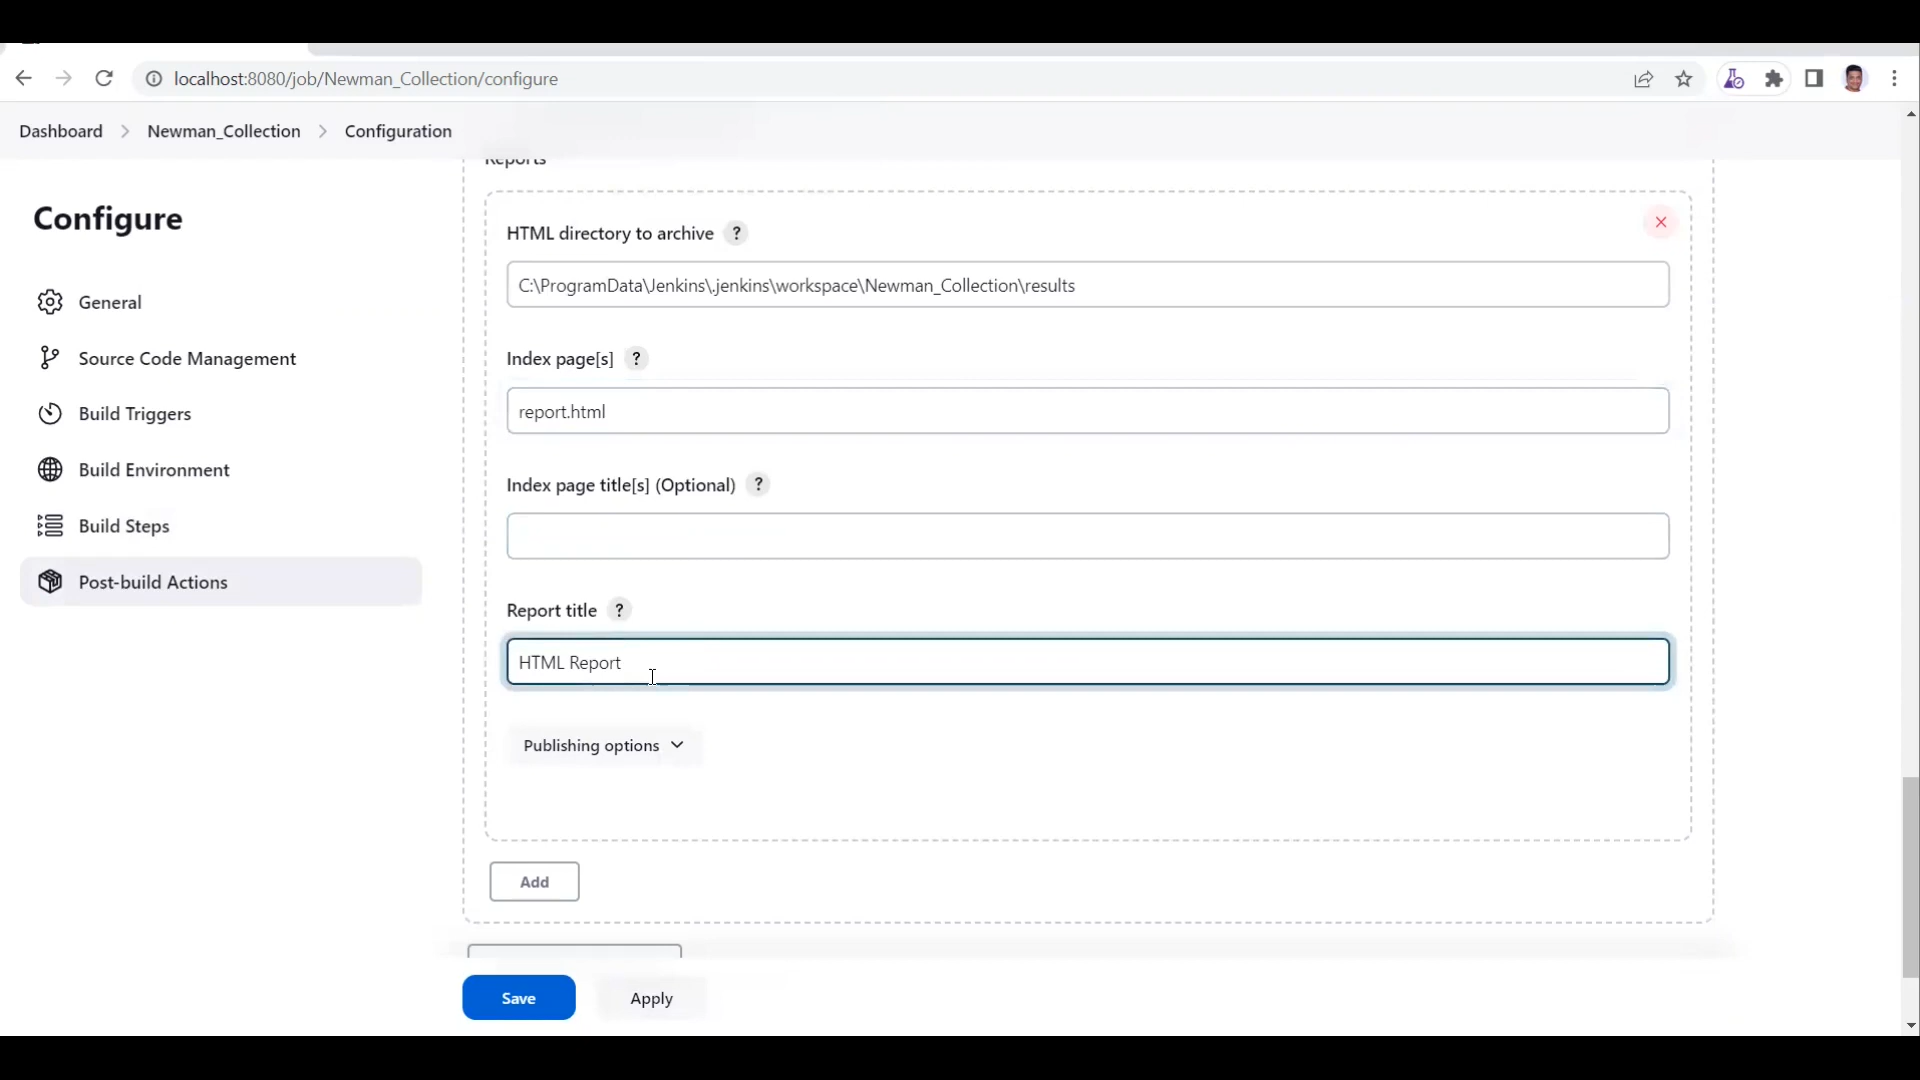 localhost:8080/job/Newman_Collection/configure
Dashboard > Newman_Collection > Configuration
Reports
Configure
General
Source Code Management
Build Triggers
Build Environment
Build Steps
Post-build Actions
HTML directory to archive ?
C:\ProgramData\Jenkins\.jenkins\workspace\Newman_Collection\results
Index page[s] ?
report.html
Index page title[s] (Optional) ?
Report title ?
HTML Report
Publishing options
Add
Save
Apply